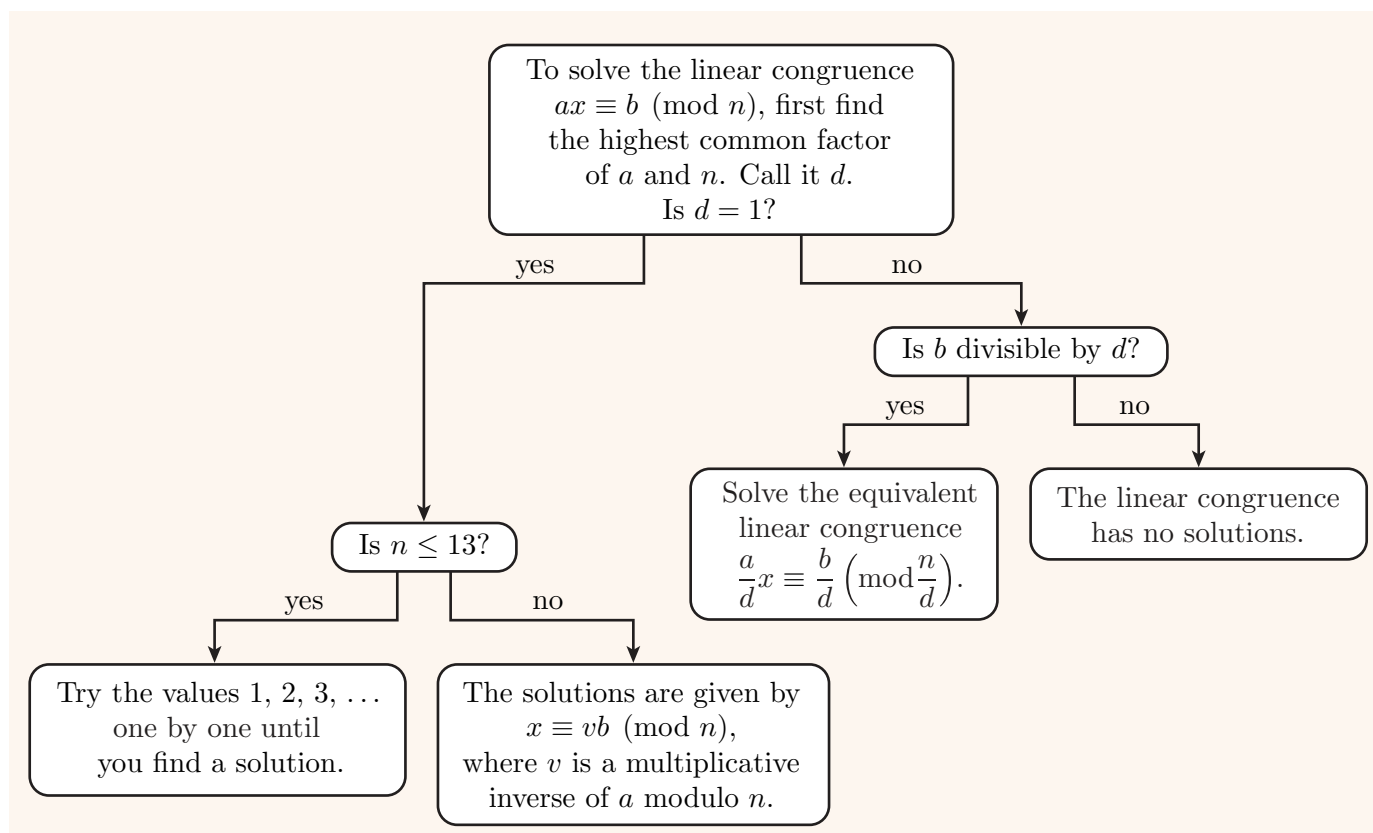 To solve the linear congruence
ax ≡ b (mod n), first find
the highest common factor
of a and n. Call it d.
Is d = 1?
yes
no
Is b divisible by d?
yes
no
Solve the equivalent
linear congruence
a/d x ≡ b/d (mod n/d).
The linear congruence
has no solutions.
Is n ≤ 13?
yes
no
Try the values 1, 2, 3, …
one by one until
you find a solution.
The solutions are given by
x ≡ vb (mod n),
where v is a multiplicative
inverse of a modulo n.